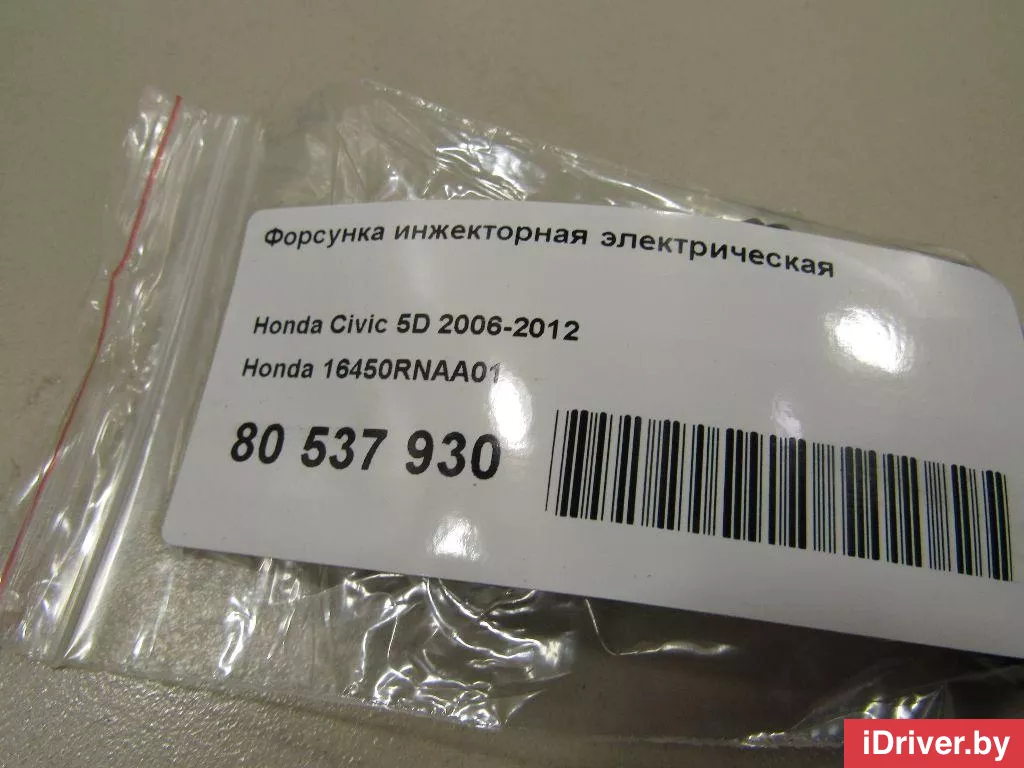 Форсунка инжекторная электрическая
Honda Civic 5D 2006-2012
Honda 16450RNAA01
80 537 930
iDriver.by